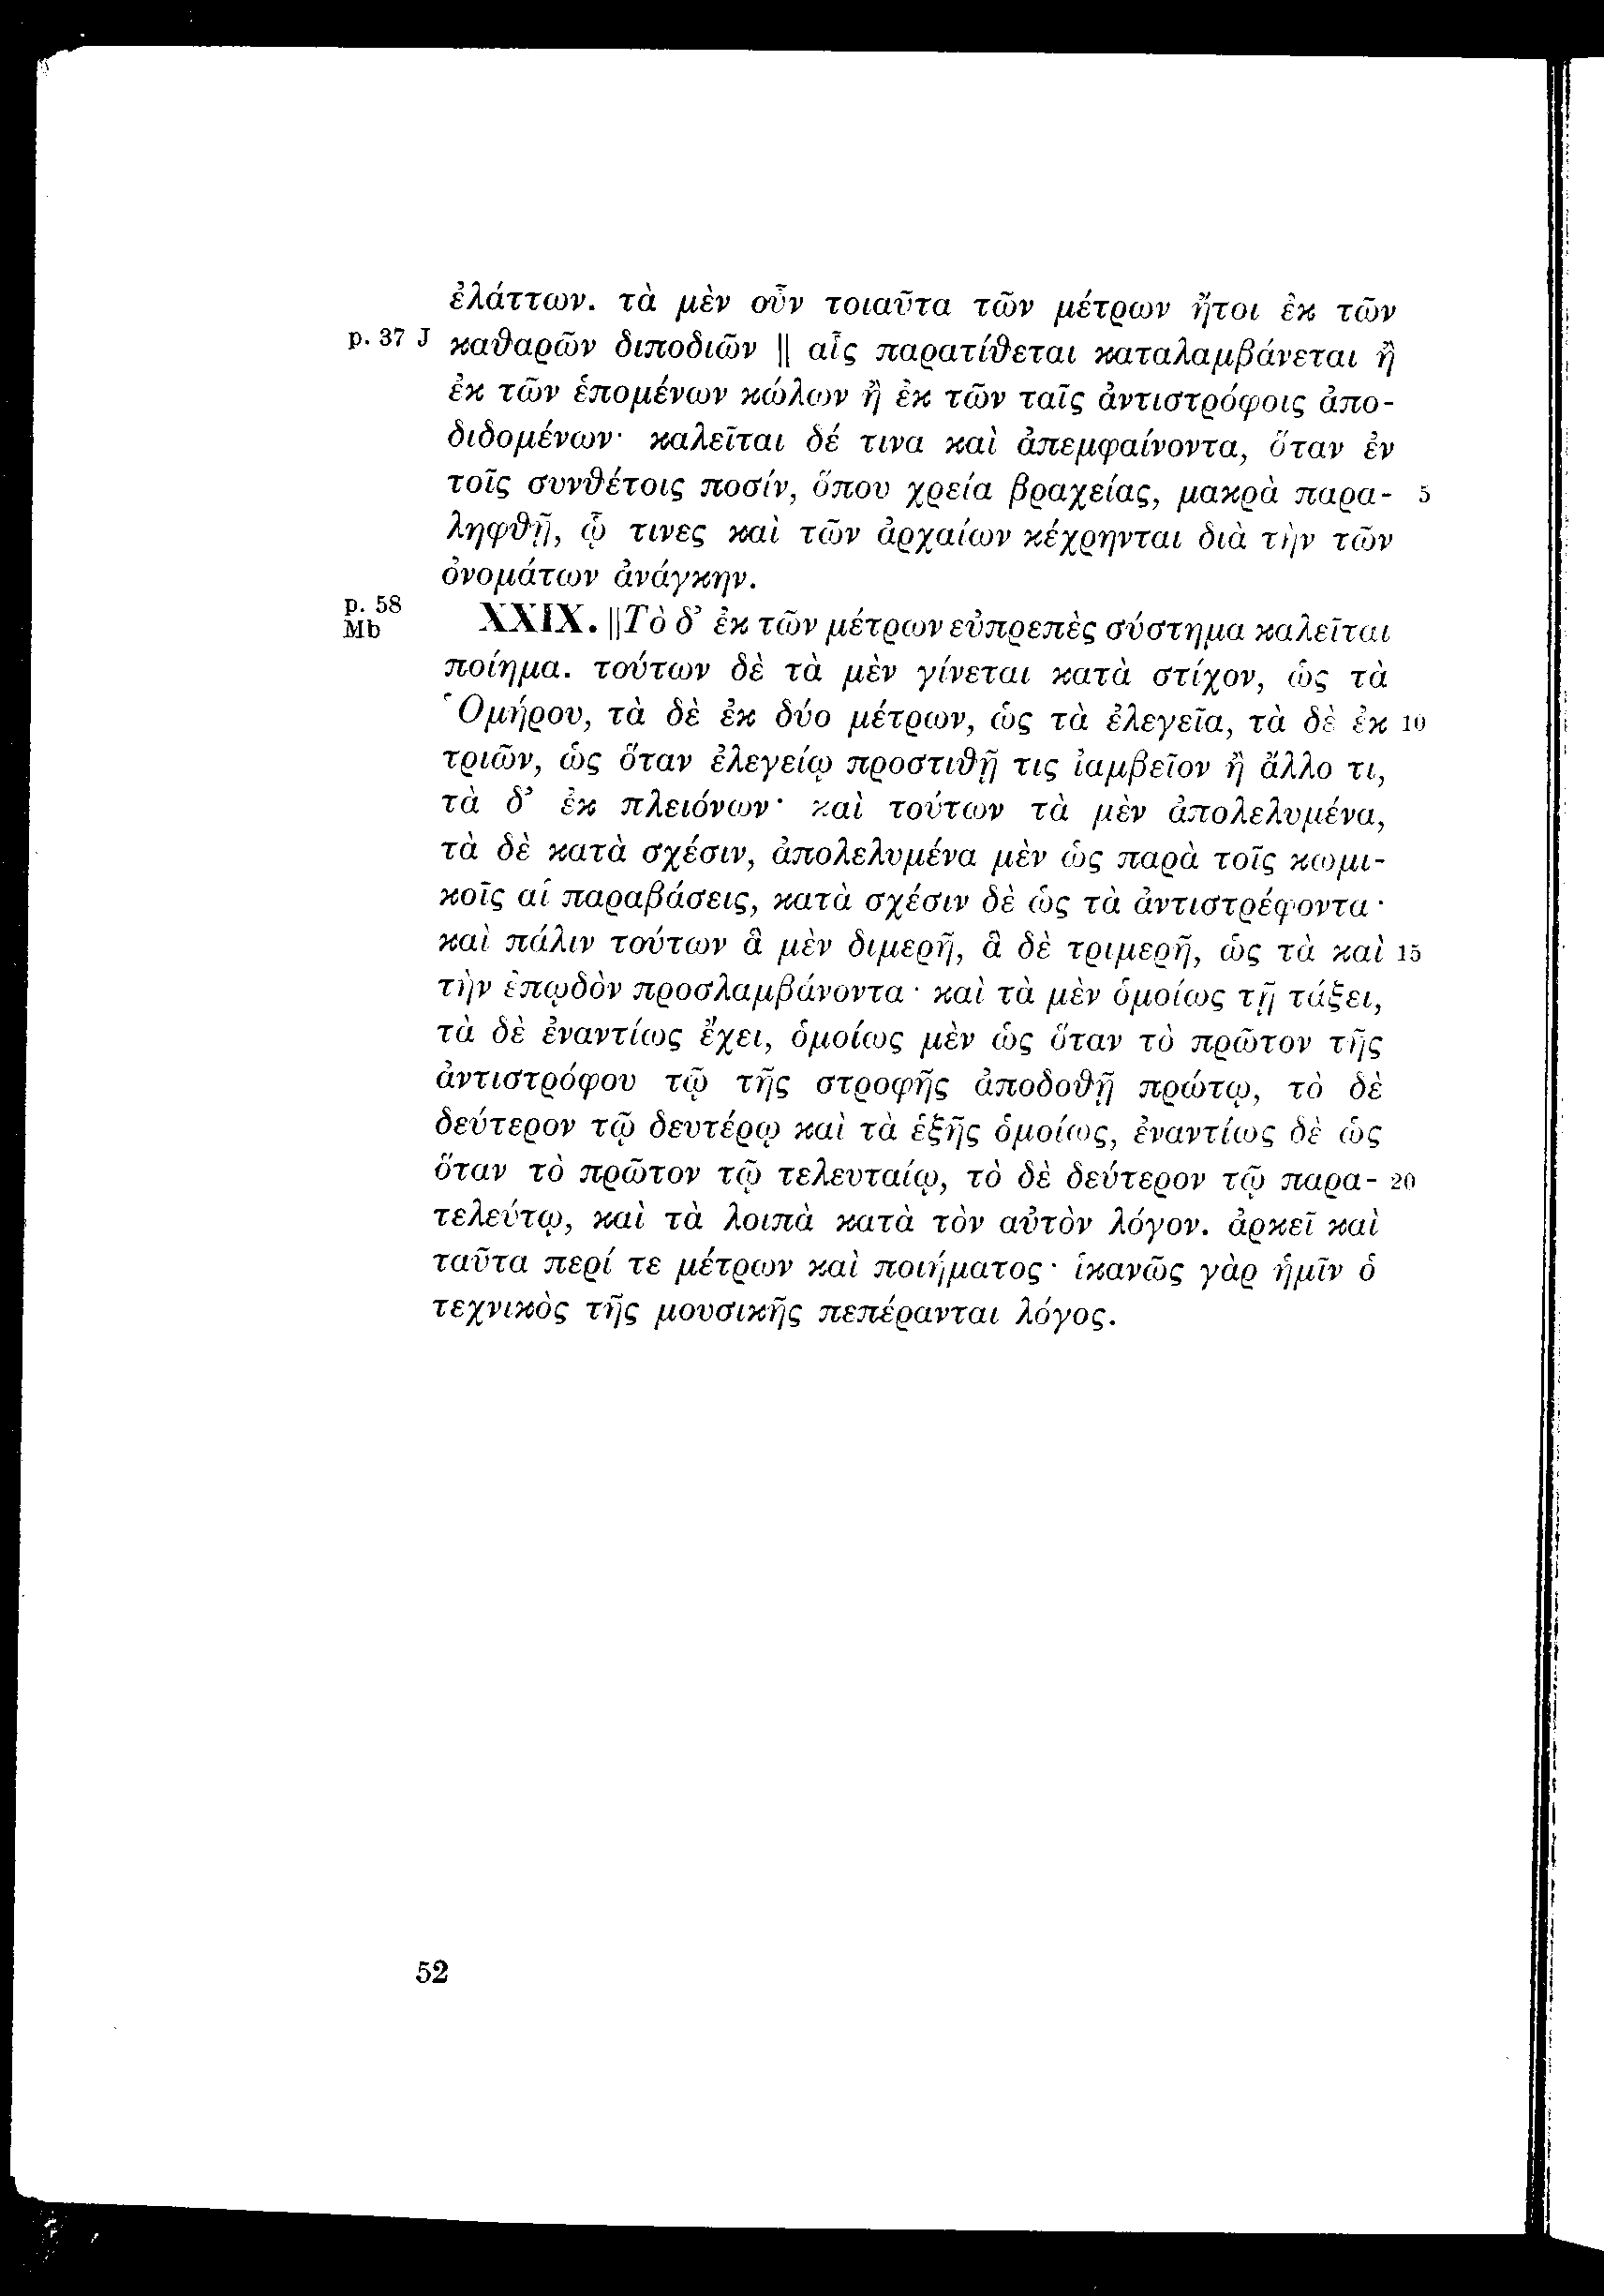 ἐλάττων. τὰ μὲν οὖν τοιαῦτα τῶν μέτρων ἤτοι ἐκ τῶν
p. 37 J καθαρῶν διποδιῶν || αἷς παρατίθεται καταλαμβάνεται ἢ
ἐκ τῶν ἑπομένων κώλων ἢ ἐκ τῶν ταῖς ἀντιστρόφοις ἀπο-
διδομένων· καλεῖται δέ τινα καὶ ἀπεμφαίνοντα, ὅταν ἐν
τοῖς συνθέτοις ποσίν, ὅπου χρεία βραχείας, μακρὰ παρα- 5
ληφθῇ, ᾧ τινες καὶ τῶν ἀρχαίων κέχρηνται διὰ τὴν τῶν
ὀνομάτων ἀνάγκην.
p. 58 Mb XXIX. || Τὸ δ’ ἐκ τῶν μέτρων εὐπρεπὲς σύστημα καλεῖται
ποίημα. τούτων δὲ τὰ μὲν γίνεται κατὰ στίχον, ὡς τὰ
Ὁμήρου, τὰ δὲ ἐκ δύο μέτρων, ὡς τὰ ἐλεγεῖα, τὰ δὲ ἐκ 10
τριῶν, ὡς ὅταν ἐλεγείῳ προστιθῇ τις ἰαμβεῖον ἢ ἄλλο τι,
τὰ δ’ ἐκ πλειόνων· καὶ τούτων τὰ μὲν ἀπολελυμένα,
τὰ δὲ κατὰ σχέσιν, ἀπολελυμένα μὲν ὡς παρὰ τοῖς κωμι-
κοῖς αἱ παραβάσεις, κατὰ σχέσιν δὲ ὡς τὰ ἀντιστρέφοντα·
καὶ πάλιν τούτων ἃ μὲν διμερῆ, ἃ δὲ τριμερῆ, ὡς τὰ καὶ 15
τὴν ἐπῳδὸν προσλαμβάνοντα· καὶ τὰ μὲν ὁμοίως τῇ τάξει,
τὰ δὲ ἐναντίως ἔχει, ὁμοίως μὲν ὡς ὅταν τὸ πρῶτον τῆς
ἀντιστρόφου τῷ τῆς στροφῆς ἀποδοθῇ πρώτῳ, τὸ δὲ
δεύτερον τῷ δευτέρῳ καὶ τὰ ἑξῆς ὁμοίως, ἐναντίως δὲ ὡς
ὅταν τὸ πρῶτον τῷ τελευταίῳ, τὸ δὲ δεύτερον τῷ παρα- 20
τελεύτῳ, καὶ τὰ λοιπὰ κατὰ τὸν αὐτὸν λόγον. ἀρκεῖ καὶ
ταῦτα περί τε μέτρων καὶ ποιήματος· ἱκανῶς γὰρ ἡμῖν ὁ
τεχνικὸς τῆς μουσικῆς πεπέρανται λόγος.
52